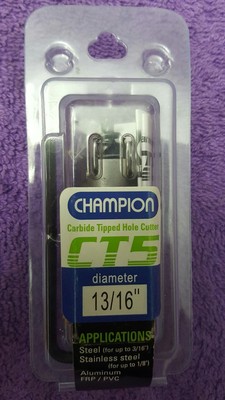 CHAMPION
Carbide Tipped Hole Cutter
CT5
diameter
13/16"
APPLICATIONS
Steel (for up to 3/16")
Stainless steel
(for up to 1/8")
Aluminum
FRP / PVC